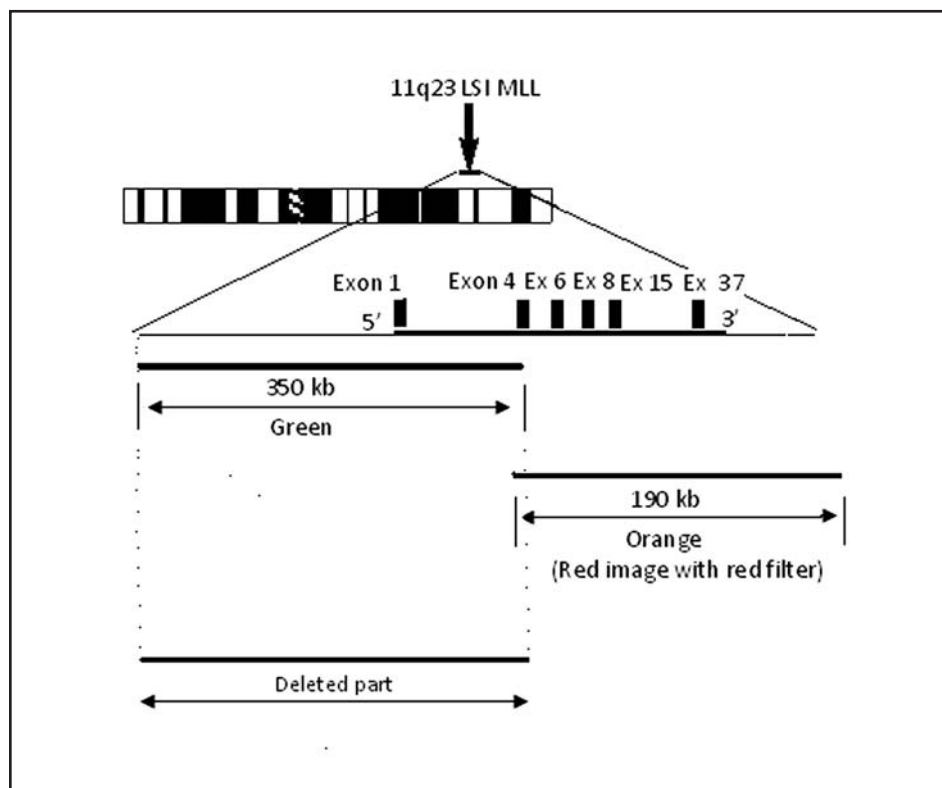 11q23 LSI MLL
Exon 1 Exon 4 Ex 6 Ex 8 Ex 15 Ex 37
5′ 3′
350 kb
Green
190 kb
Orange
(Red image with red filter)
Deleted part